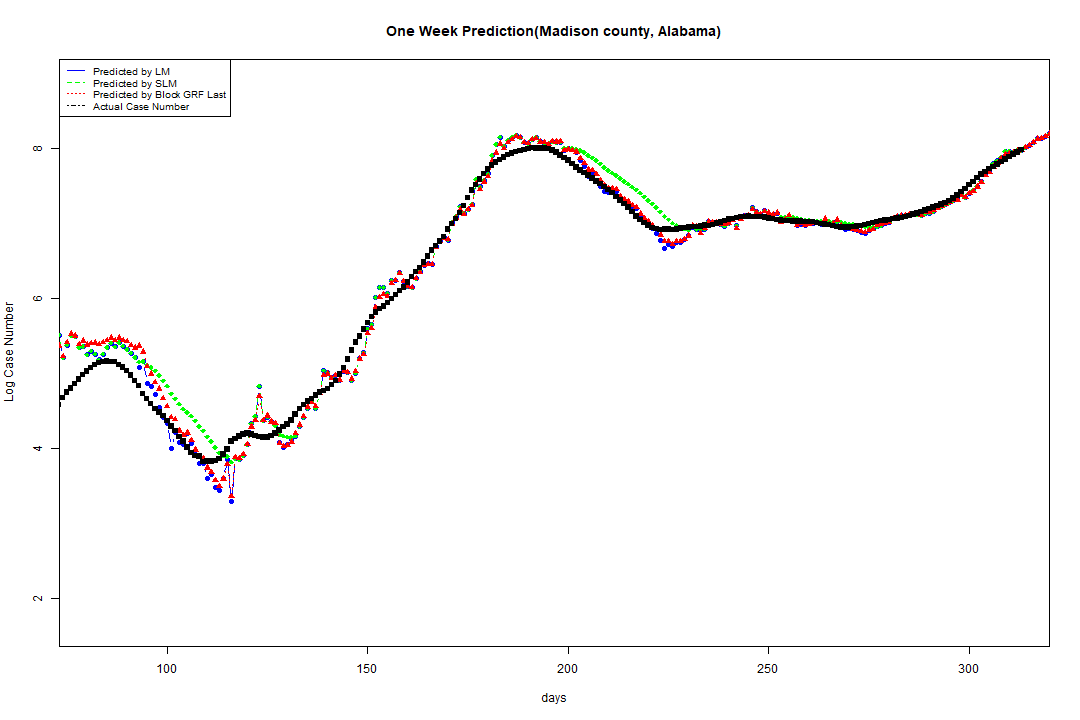 One Week Prediction(Madison county, Alabama)
Predicted by LM
Predicted by SLM
Predicted by Block GRF Last
Actual Case Number
8
6
4
2
Log Case Number
100 150 200 250 300
days